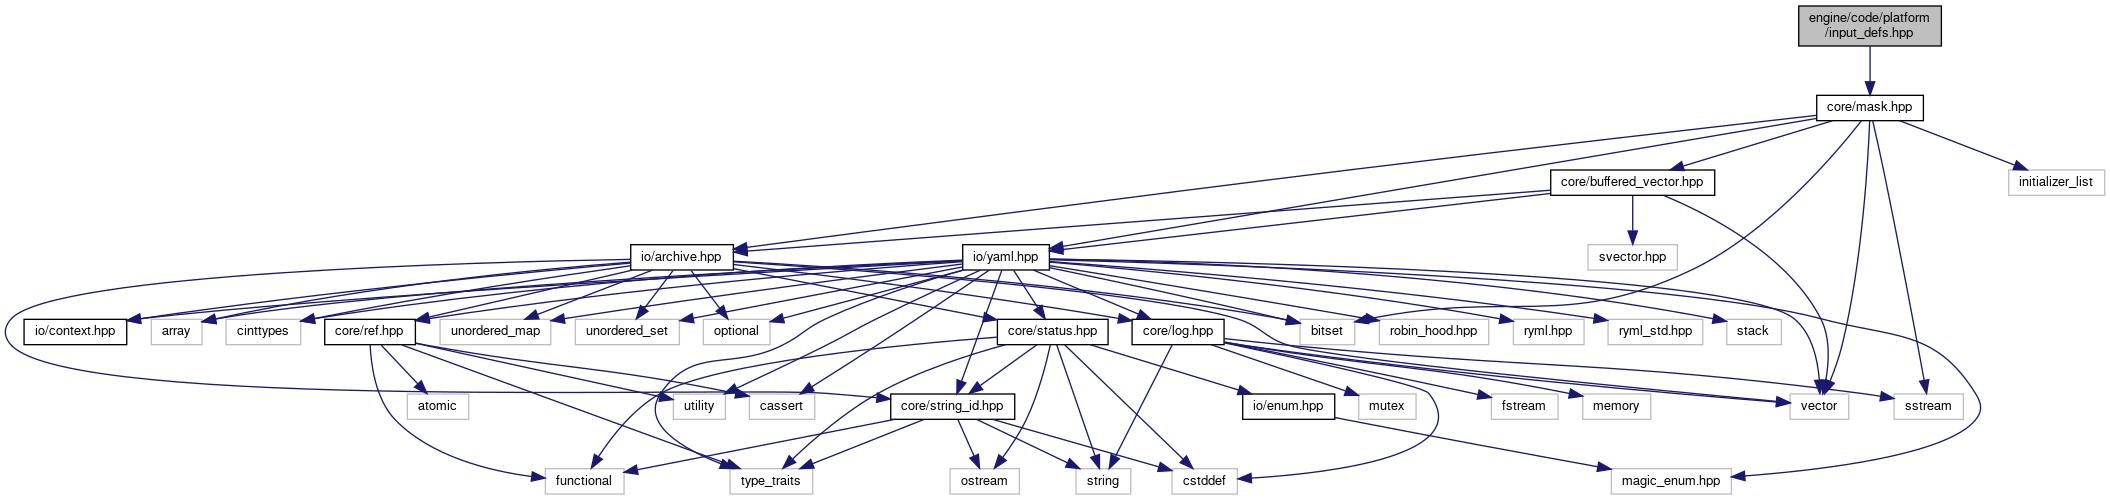 engine/code/platform
/input_defs.hpp
core/mask.hpp
core/buffered_vector.hpp
initializer_list
io/archive.hpp
io/yaml.hpp
svector.hpp
io/context.hpp
array
cinttypes
core/ref.hpp
unordered_map
unordered_set
optional
core/status.hpp
core/log.hpp
bitset
robin_hood.hpp
ryml.hpp
ryml_std.hpp
stack
atomic
utility
cassert
core/string_id.hpp
io/enum.hpp
mutex
fstream
memory
vector
sstream
functional
type_traits
ostream
string
cstddef
magic_enum.hpp